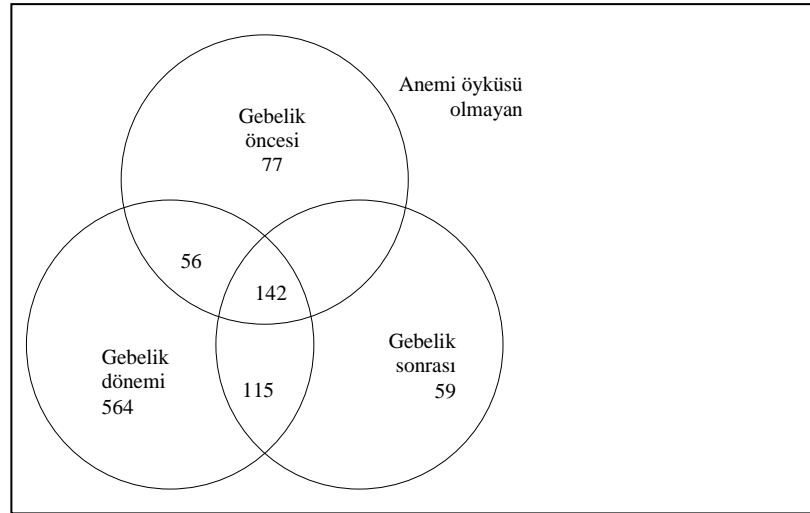 Anemi öyküsü
olmayan
Gebelik
öncesi
77
56
142
Gebelik
dönemi
564
115
Gebelik
sonrası
59